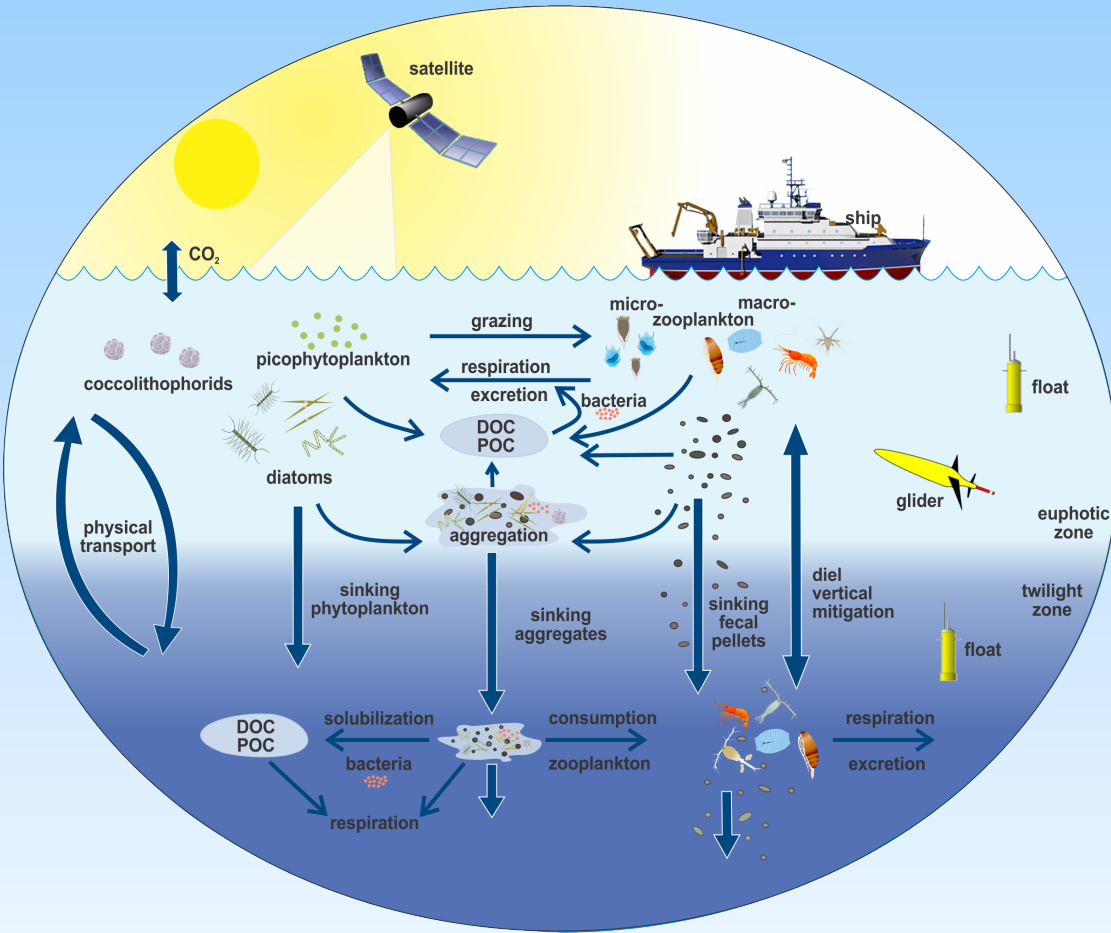 satellite
ship
CO₂
micro-
macro-
zooplankton
grazing
picophytoplankton
respiration
excretion
bacteria
coccolithophorids
float
DOC
POC
diatoms
glider
physical
transport
aggregation
euphotic
zone
sinking
phytoplankton
sinking
aggregates
sinking
fecal
pellets
diel
vertical
mitigation
twilight
zone
float
DOC
POC
solubilization
bacteria
consumption
zooplankton
respiration
excretion
respiration